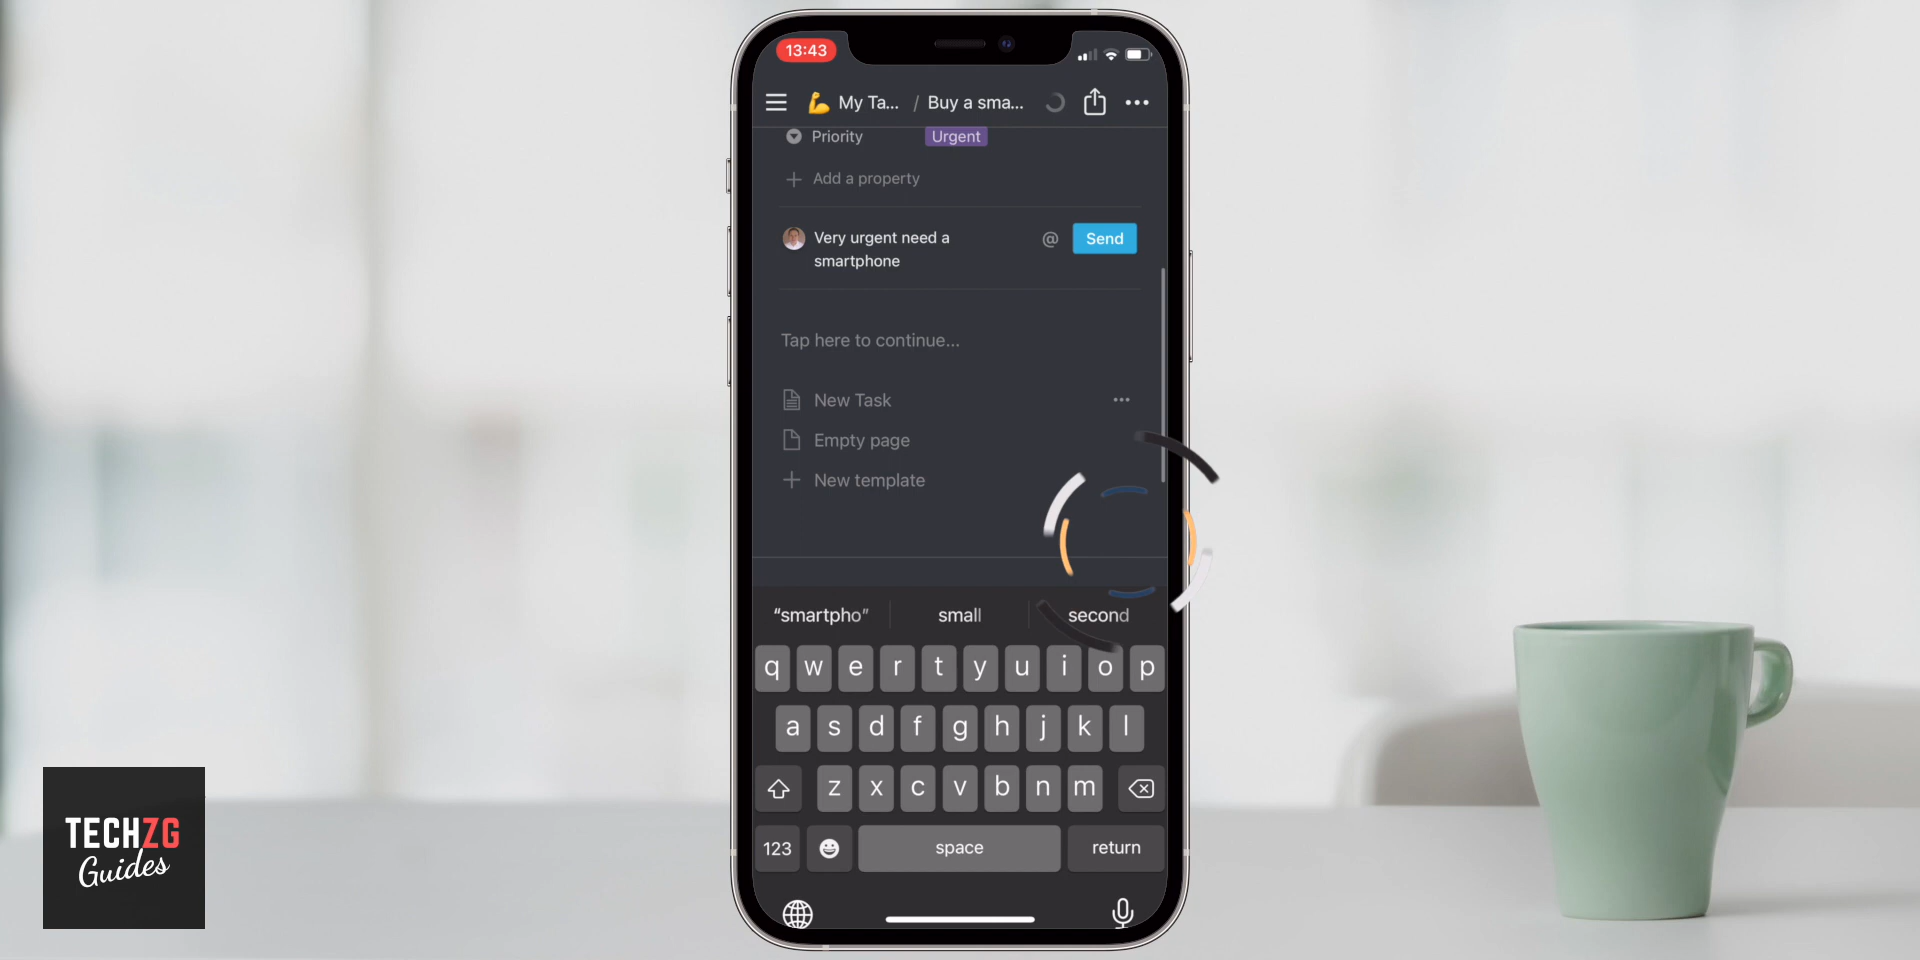 13:43
My Ta... / Buy a sma...
Priority Urgent
Add a property
Very urgent need a
smartphone
@ Send
Tap here to continue...
New Task
Empty page
New template
“smartpho” small second
q w e r t y u i o p
a s d f g h j k l
z x c v b n m
123 space return
TECHZG
Guides